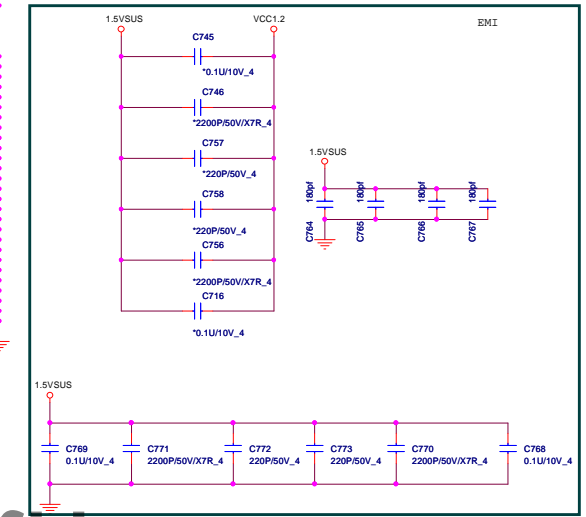 EMI
1.5VSUS
VCC1.2
C745
*0.1U/10V_4
C746
*2200P/50V/X7R_4
C757
*220P/50V_4
C758
*220P/50V_4
C756
*2200P/50V/X7R_4
C716
*0.1U/10V_4
1.5VSUS
180pf
180pf
180pf
180pf
C764
C765
C766
C767
1.5VSUS
C769
0.1U/10V_4
C771
2200P/50V/X7R_4
C772
220P/50V_4
C773
220P/50V_4
C770
2200P/50V/X7R_4
C768
0.1U/10V_4